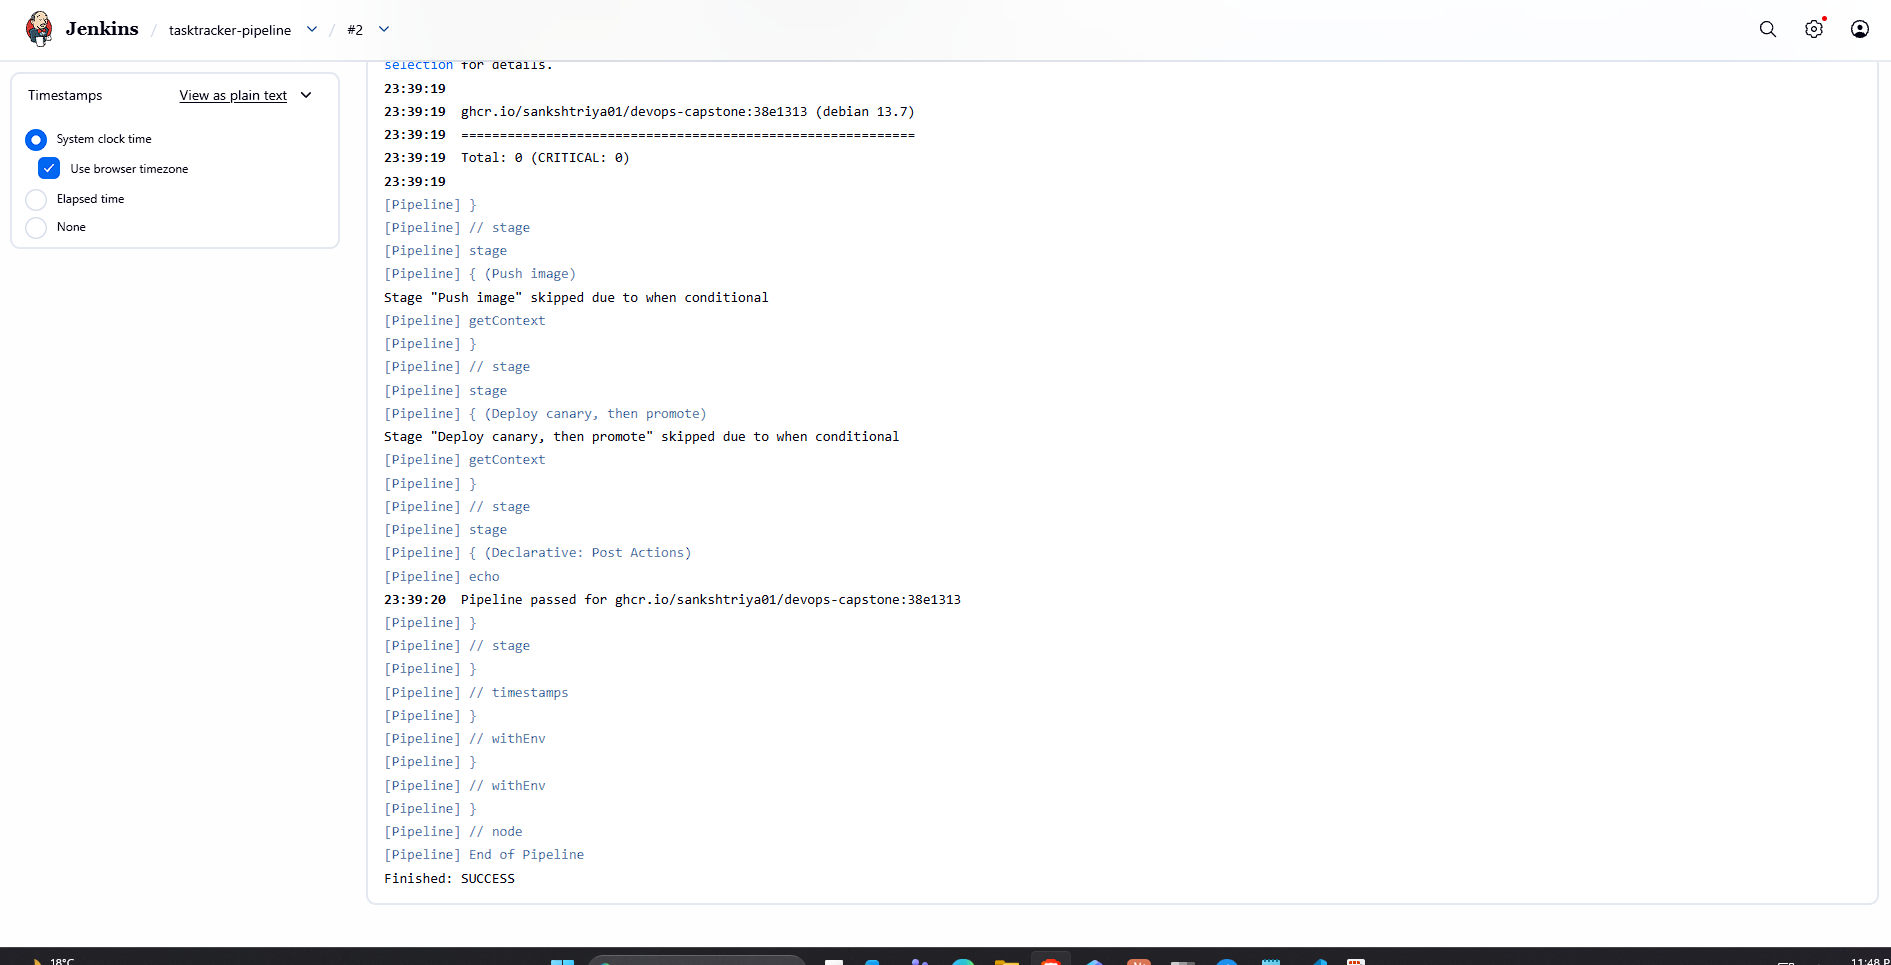 Jenkins / tasktracker-pipeline / #2
Timestamps View as plain text
System clock time
Use browser timezone
Elapsed time
None
selection for details.
23:39:19
23:39:19 ghcr.io/sankshtriya01/devops-capstone:38e1313 (debian 13.7)
23:39:19 ===========================================================
23:39:19 Total: 0 (CRITICAL: 0)
23:39:19
[Pipeline] }
[Pipeline] // stage
[Pipeline] stage
[Pipeline] { (Push image)
Stage "Push image" skipped due to when conditional
[Pipeline] getContext
[Pipeline] }
[Pipeline] // stage
[Pipeline] stage
[Pipeline] { (Deploy canary, then promote)
Stage "Deploy canary, then promote" skipped due to when conditional
[Pipeline] getContext
[Pipeline] }
[Pipeline] // stage
[Pipeline] stage
[Pipeline] { (Declarative: Post Actions)
[Pipeline] echo
23:39:20 Pipeline passed for ghcr.io/sankshtriya01/devops-capstone:38e1313
[Pipeline] }
[Pipeline] // stage
[Pipeline] }
[Pipeline] // timestamps
[Pipeline] }
[Pipeline] // withEnv
[Pipeline] }
[Pipeline] // withEnv
[Pipeline] }
[Pipeline] // node
[Pipeline] End of Pipeline
Finished: SUCCESS
18°C
11:48 P